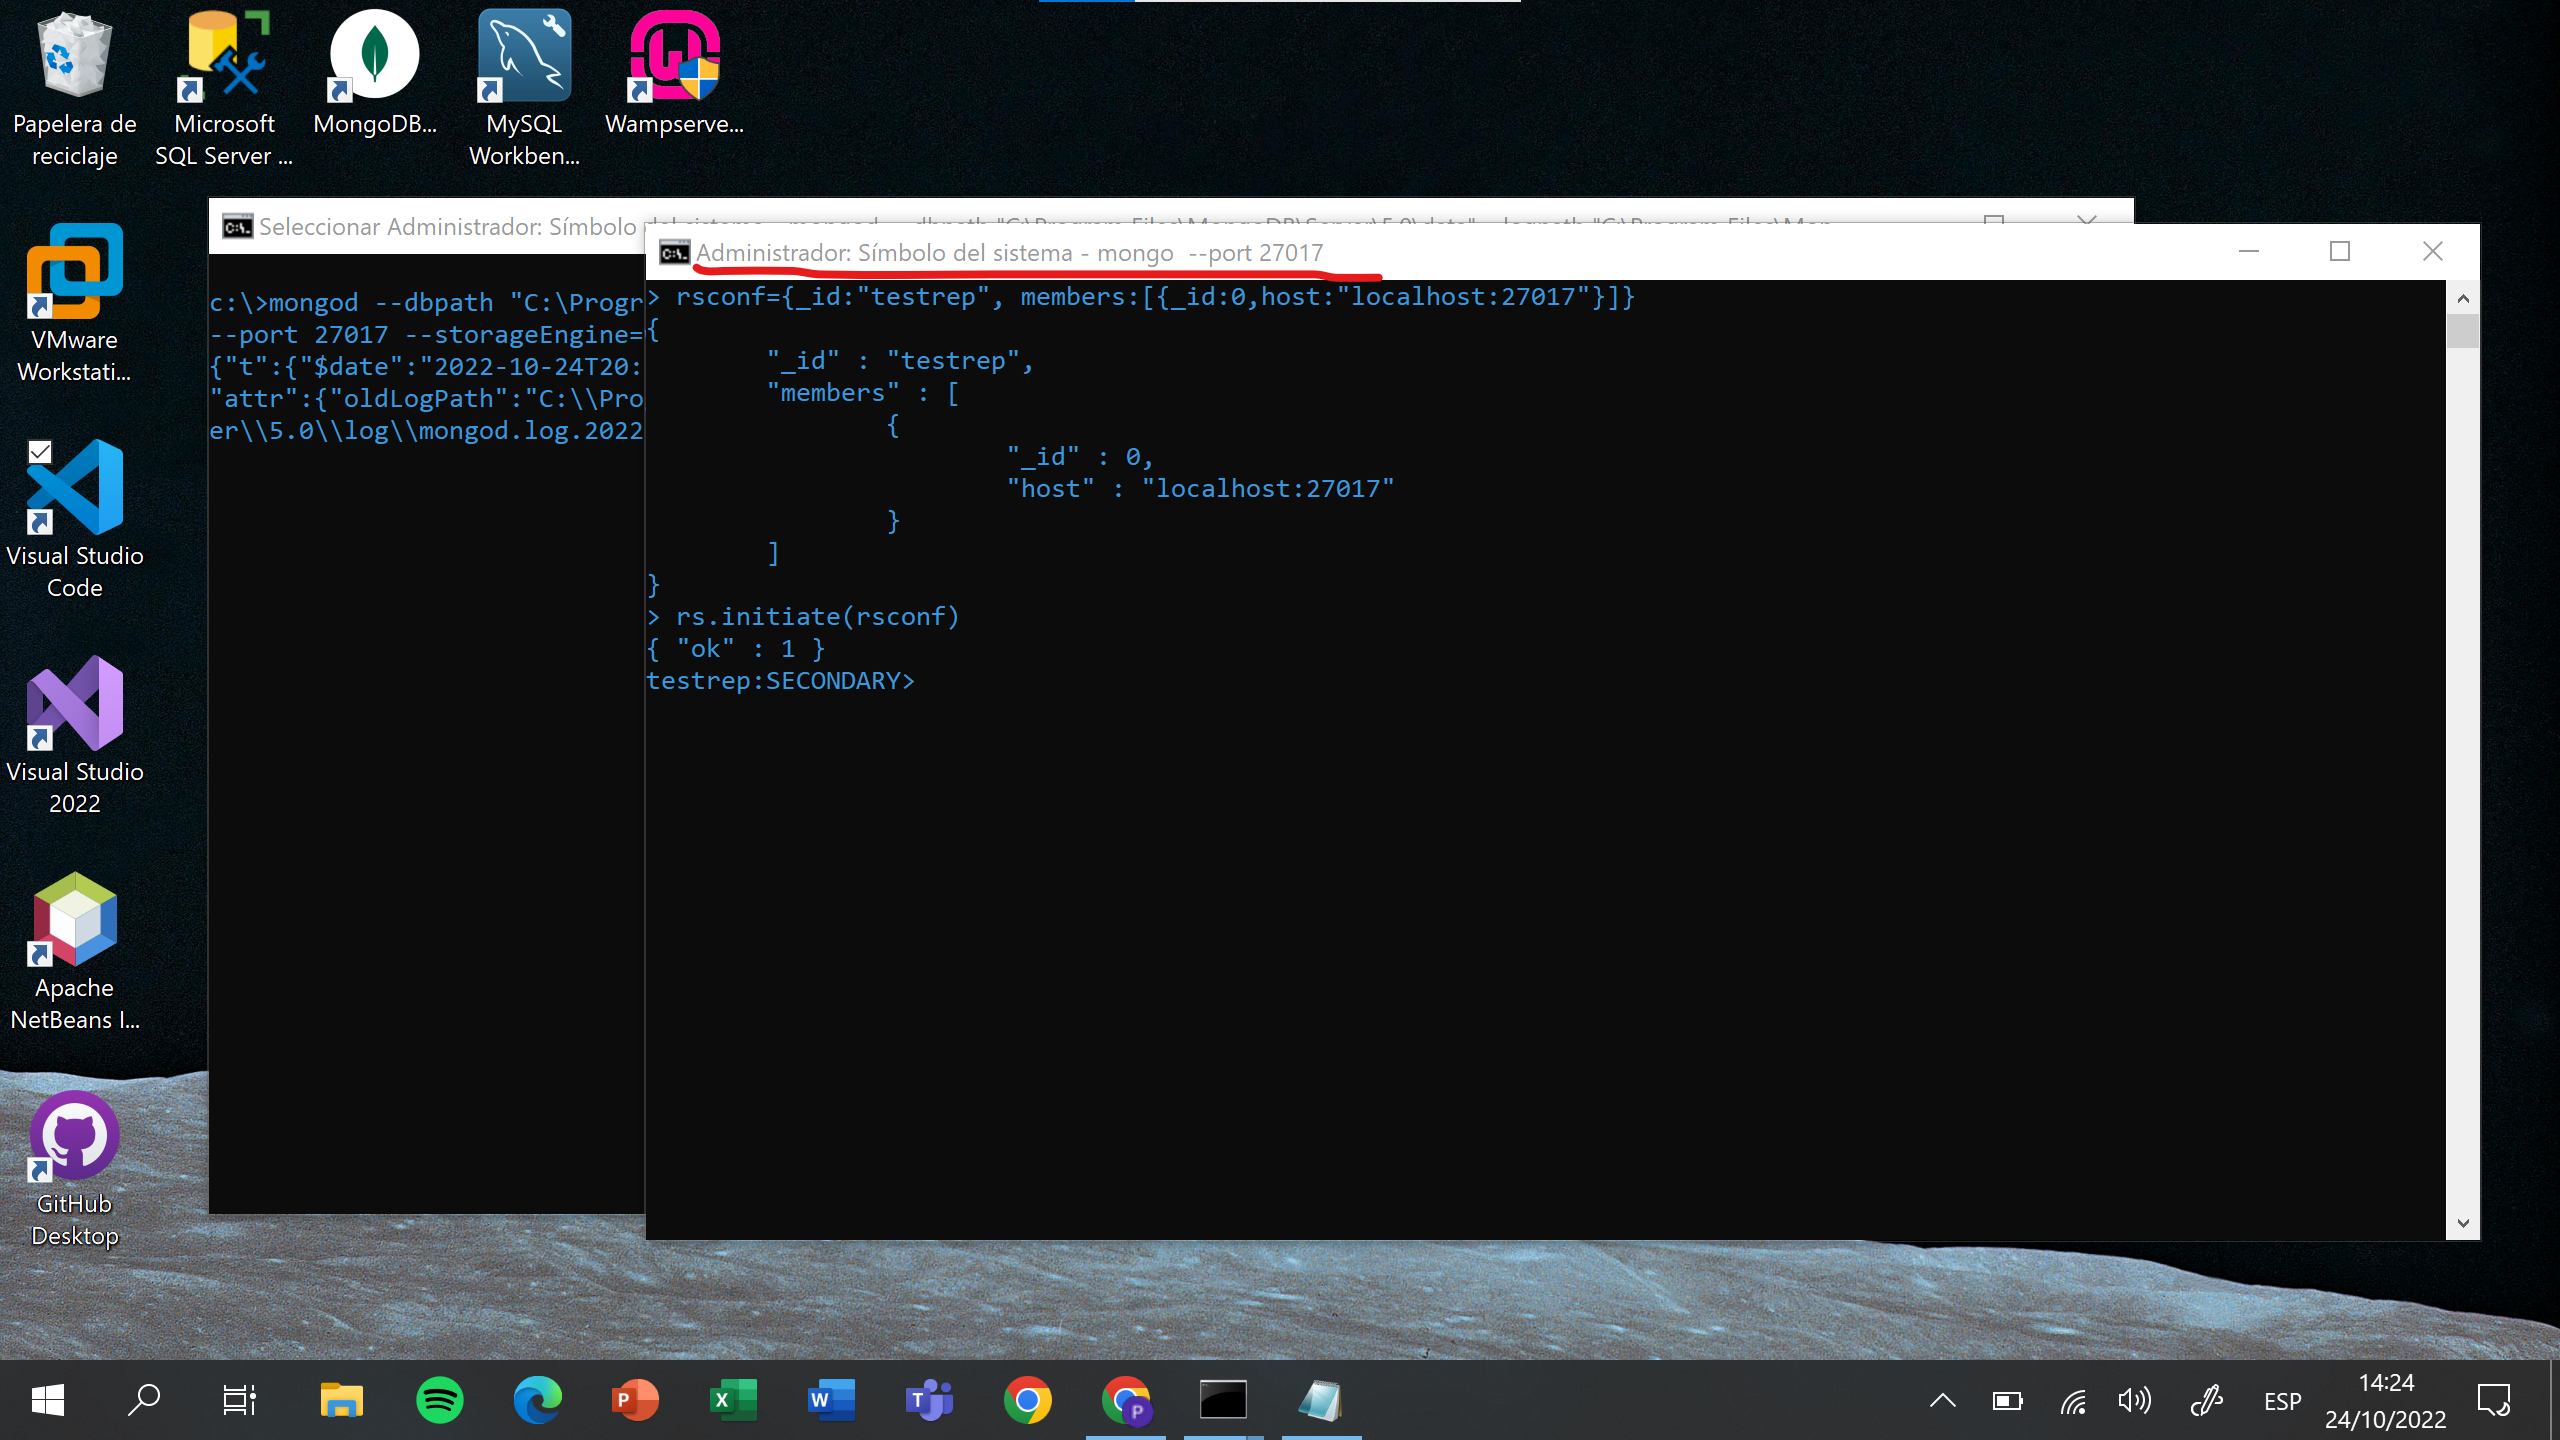 Papelera de
reciclaje
Microsoft
SQL Server ...
MongoDB...
MySQL
Workben...
Wampserve...
VMware
Workstati...
Visual Studio
Code
Visual Studio
2022
Apache
NetBeans I...
GitHub
Desktop
Seleccionar Administrador: Símbolo
c:\>mongod --dbpath "C:\Progr
--port 27017 --storageEngine=
{"t":{"$date":"2022-10-24T20:
"attr":{"oldLogPath":"C:\\Pro
er\\5.0\\log\\mongod.log.2022
Administrador: Símbolo del sistema - mongo  --port 27017
> rsconf={_id:"testrep", members:[{_id:0,host:"localhost:27017"}]}
{
"_id" : "testrep",
"members" : [
{
"_id" : 0,
"host" : "localhost:27017"
}
]
}
> rs.initiate(rsconf)
{ "ok" : 1 }
testrep:SECONDARY>
ESP
14:24
24/10/2022